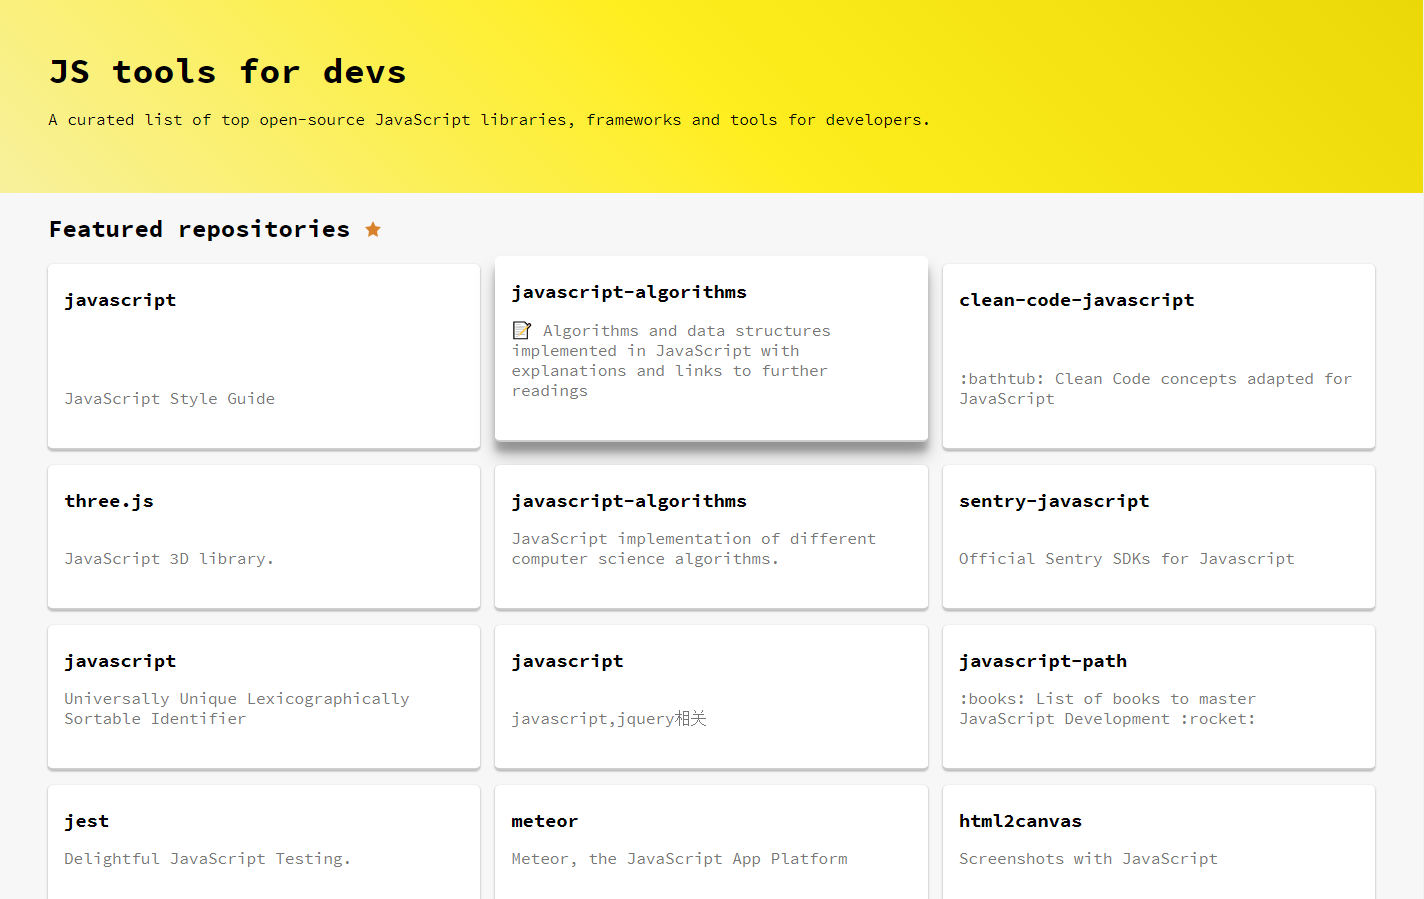 JS tools for devs
A curated list of top open-source JavaScript libraries, frameworks and tools for developers.
Featured repositories
javascript
JavaScript Style Guide
javascript-algorithms
📝 Algorithms and data structures
implemented in JavaScript with
explanations and links to further
readings
clean-code-javascript
:bathtub: Clean Code concepts adapted for
JavaScript
three.js
JavaScript 3D library.
javascript-algorithms
JavaScript implementation of different
computer science algorithms.
sentry-javascript
Official Sentry SDKs for Javascript
javascript
Universally Unique Lexicographically
Sortable Identifier
javascript
javascript,jquery相关
javascript-path
:books: List of books to master
JavaScript Development :rocket:
jest
Delightful JavaScript Testing.
meteor
Meteor, the JavaScript App Platform
html2canvas
Screenshots with JavaScript